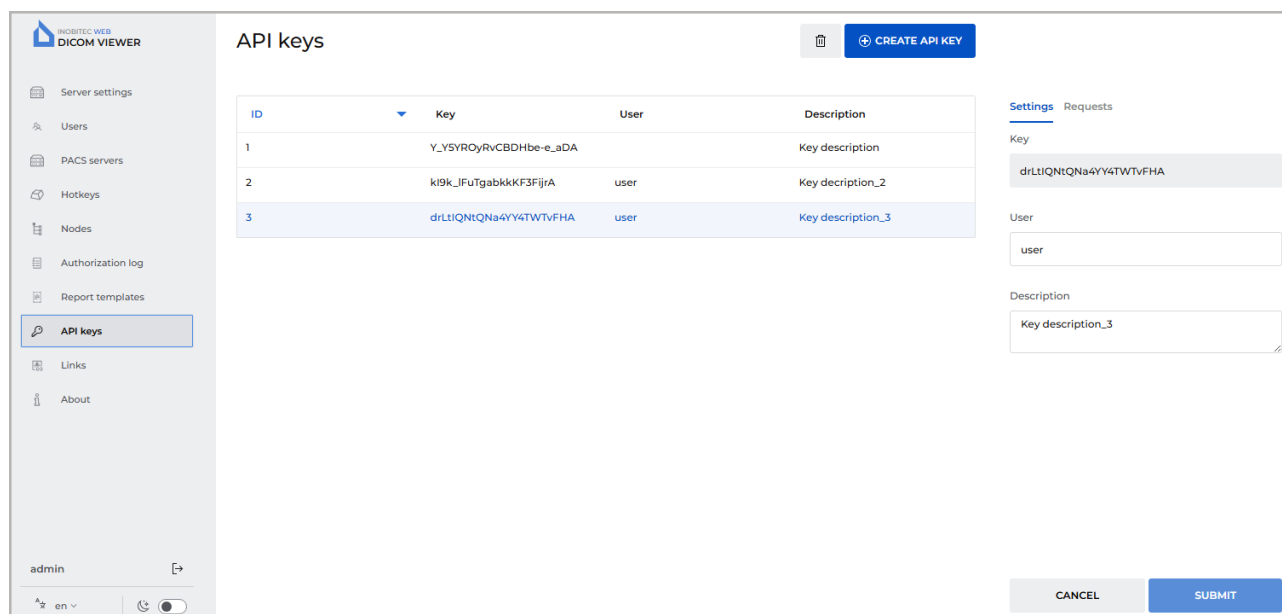 INOBITEC WEB
DICOM VIEWER
Server settings
Users
PACS servers
Hotkeys
Nodes
Authorization log
Report templates
API keys
Links
About
admin
en
API keys
CREATE API KEY
ID Key User Description
1 Y_Y5YROyRvCBDHbe-e_aDA Key description
2 kI9k_lFuTgabkkKF3FijrA user Key decription_2
3 drLtIQNtQNa4YY4TWTvFHA user Key description_3
Settings Requests
Key
drLtIQNtQNa4YY4TWTvFHA
User
user
Description
Key description_3
CANCEL SUBMIT